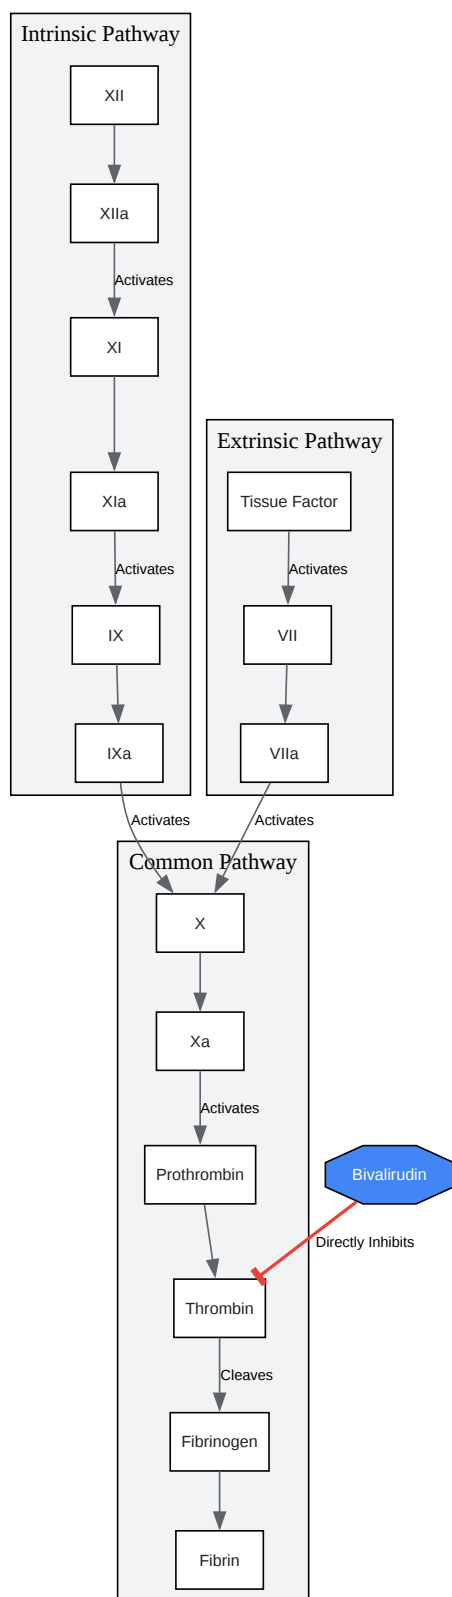 Intrinsic Pathway
XII
XIIa
Activates
XI
XIa
Activates
IX
IXa
Extrinsic Pathway
Tissue Factor
Activates
VII
VIIa
Activates
Activates
Common Pathway
X
Xa
Activates
Prothrombin
Bivalirudin
Directly Inhibits
Thrombin
Cleaves
Fibrinogen
Fibrin